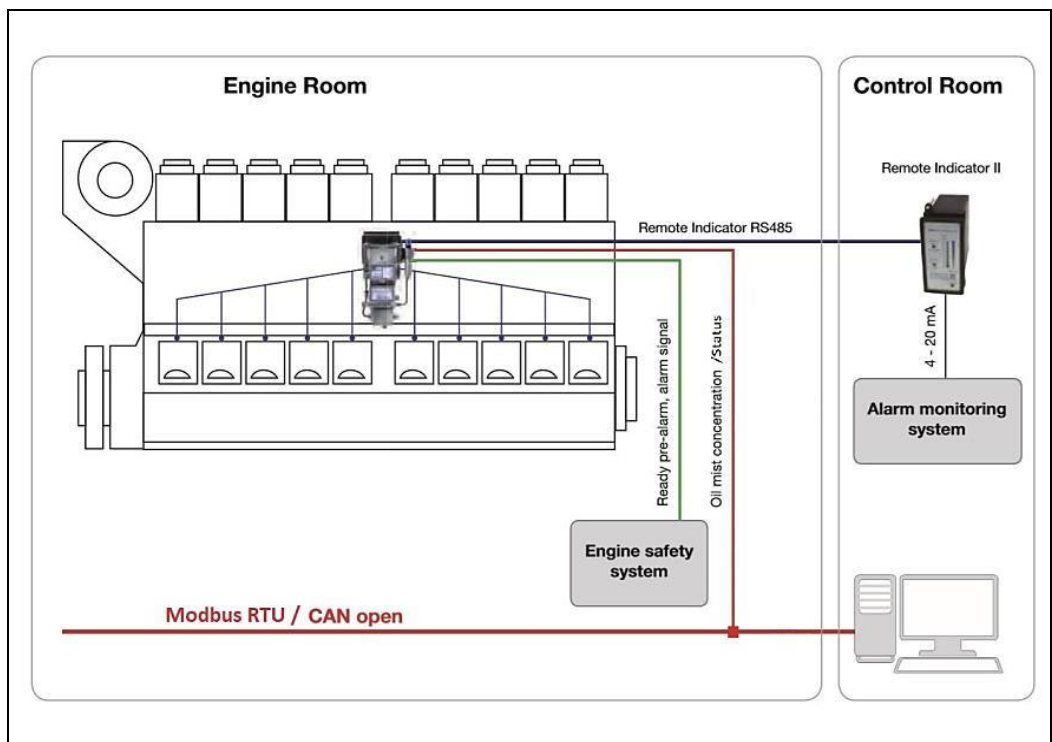 Engine Room
Control Room
Remote Indicator II
Remote Indicator RS485
4 - 20 mA
Ready pre-alarm, alarm signal
Oil mist concentration /Status
Alarm monitoring
system
Engine safety
system
Modbus RTU / CAN open